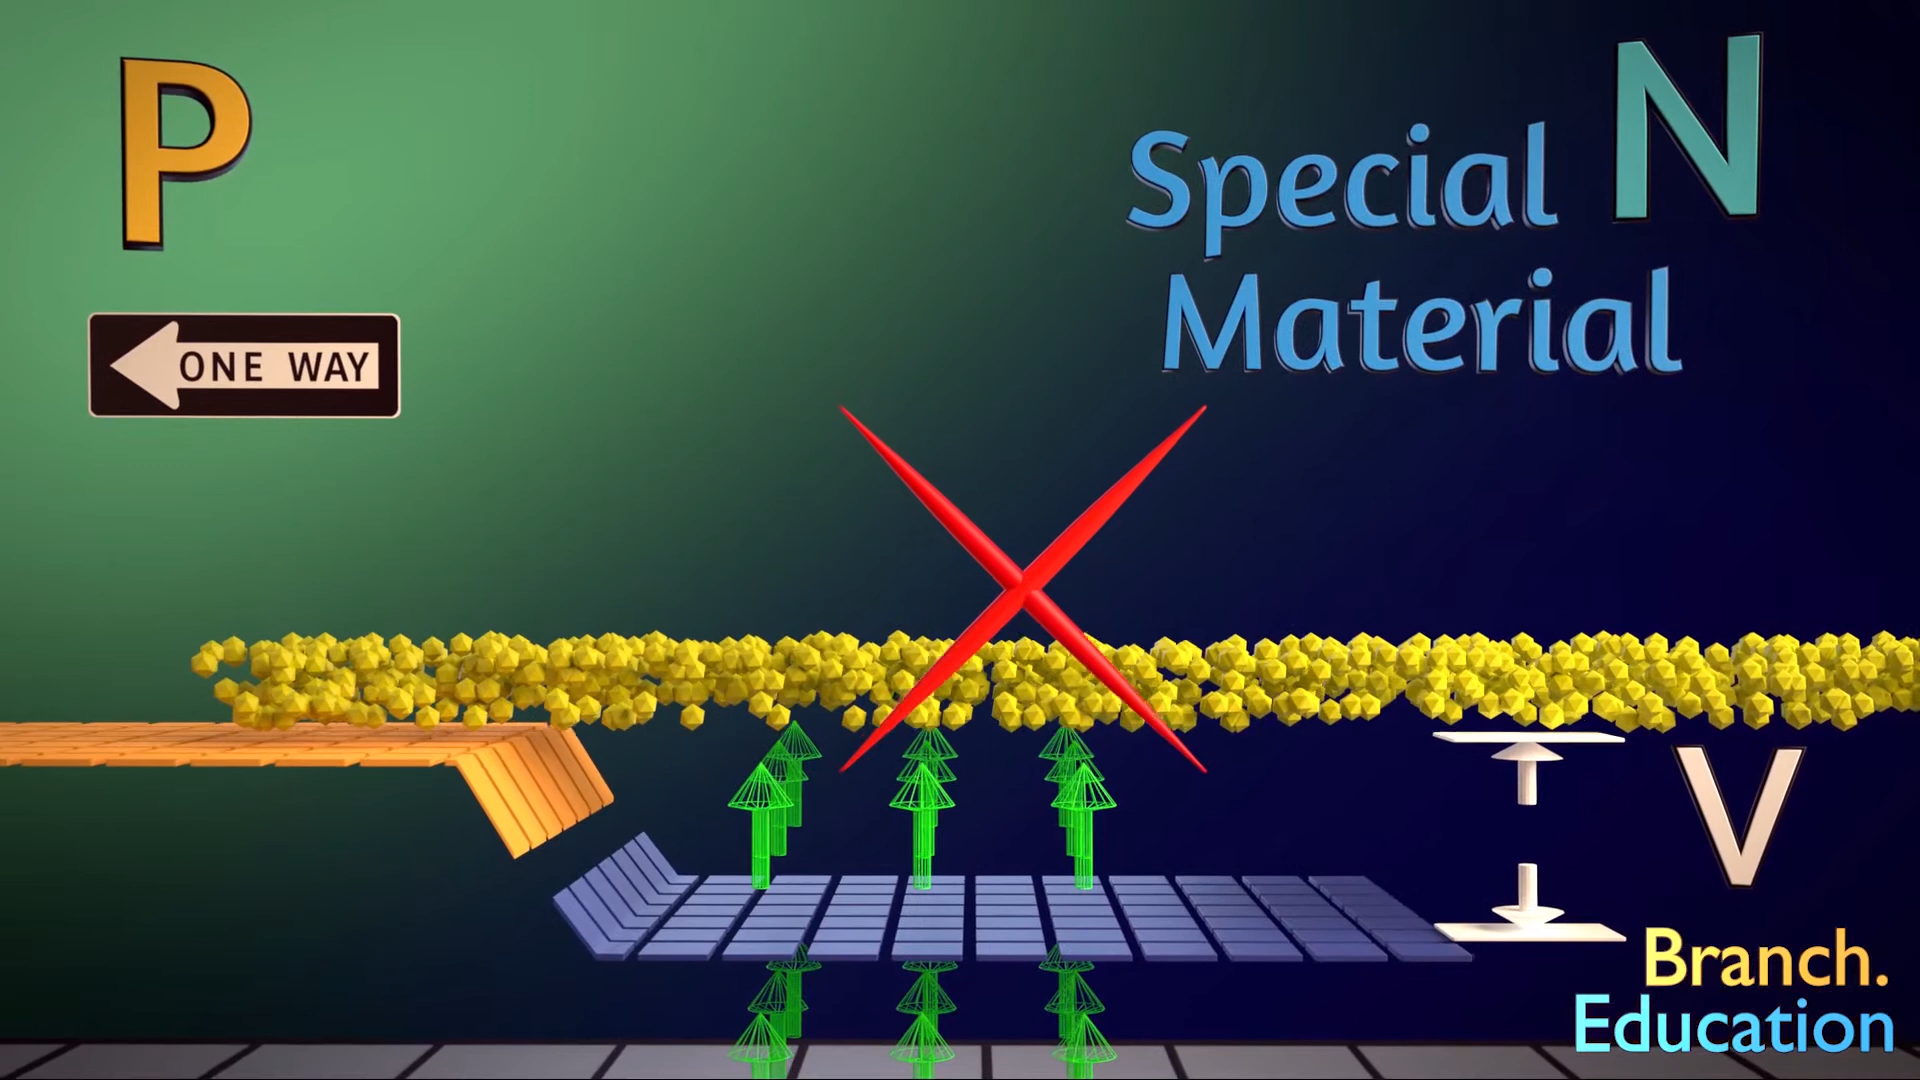 P
N
Special
Material
ONE WAY
V
Branch.
Education